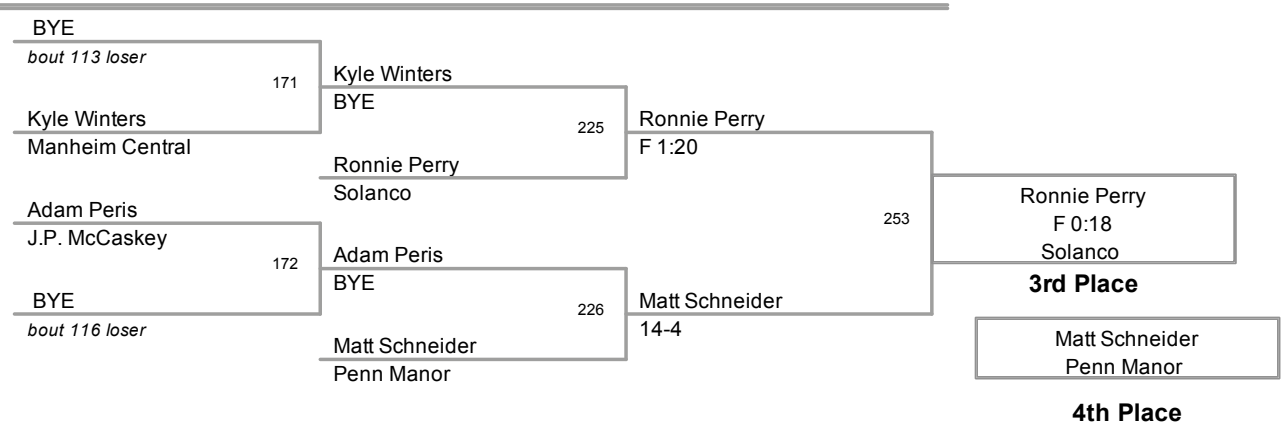 BYE
bout 113 loser
171
Kyle Winters
Manheim Central
Kyle Winters
BYE
225
Ronnie Perry
Solanco
Ronnie Perry
F 1:20
Adam Peris
J.P. McCaskey
172
BYE
bout 116 loser
Adam Peris
BYE
226
Matt Schneider
Penn Manor
Matt Schneider
14-4
253
Ronnie Perry
F 0:18
Solanco
3rd Place
Matt Schneider
Penn Manor
4th Place